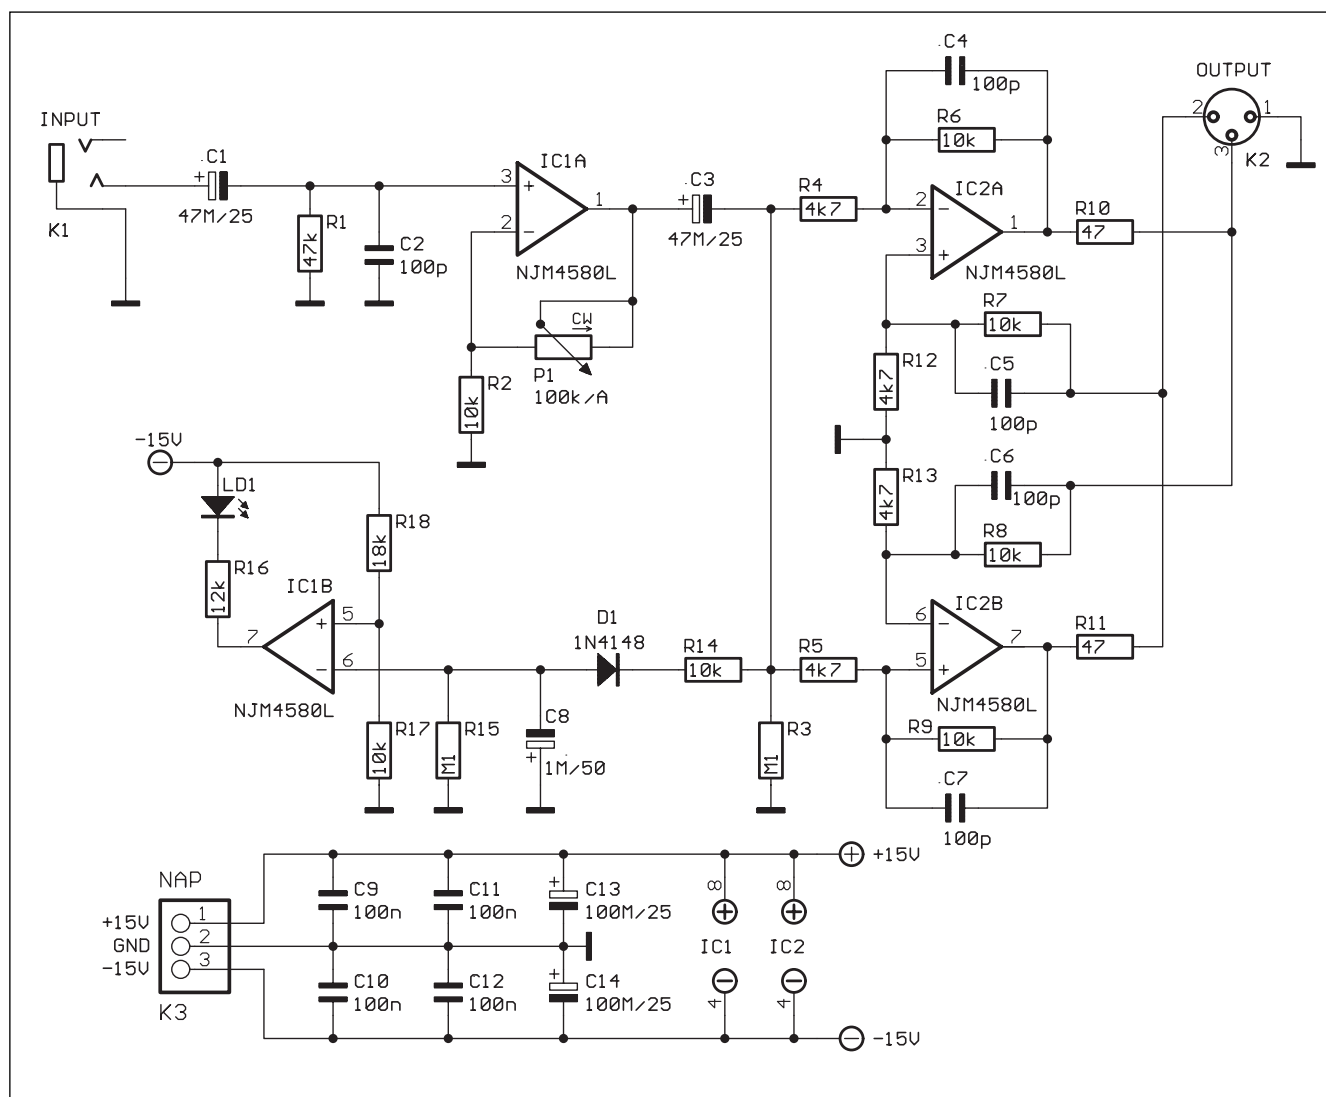 C4
100p
OUTPUT
2
1
3
K2
INPUT
K1
C1
+
47M/25
R1
47k
C2
100p
IC1A
3
+
2
−
1
NJM4580L
CW
P1
100k/A
R2
10k
C3
+
47M/25
R4
4k7
R6
10k
IC2A
2
−
3
+
1
NJM4580L
R10
47
R7
10k
C5
100p
R12
4k7
R13
4k7
C6
100p
R8
10k
-15V
LD1
R16
12k
R18
18k
IC1B
5
+
6
−
7
NJM4580L
R17
10k
R15
M1
C8
+
1M/50
D1
1N4148
R14
10k
R3
M1
R5
4k7
IC2B
6
−
5
+
7
NJM4580L
R11
47
R9
10k
C7
100p
NAP
+15V 1
GND 2
-15V 3
K3
C9
100n
C11
100n
+
C13
100M/25
C10
100n
C12
100n
+
C14
100M/25
8
8
IC1
IC2
4
4
+15V
-15V